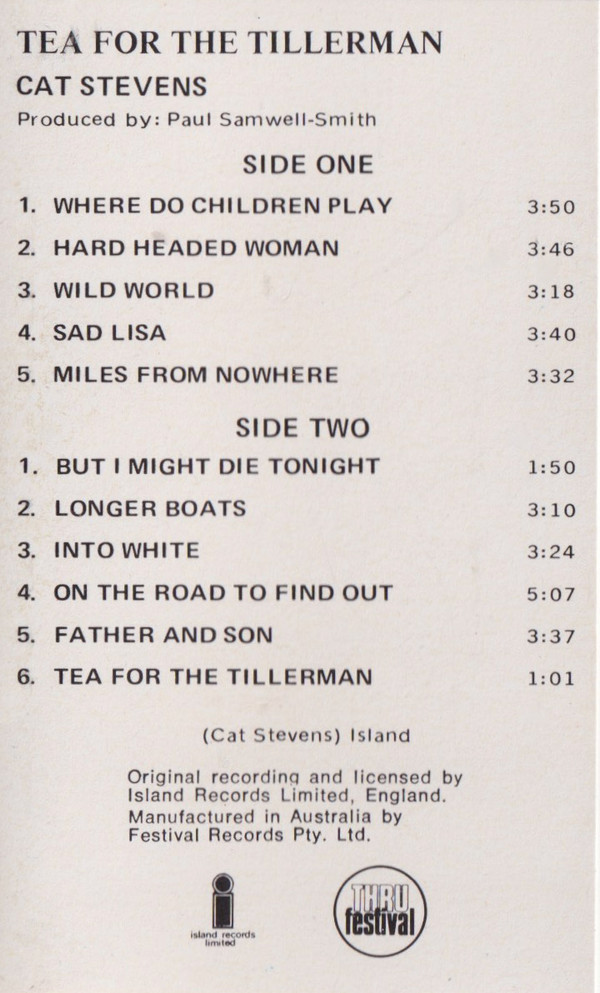 TEA FOR THE TILLERMAN
CAT STEVENS
Produced by: Paul Samwell-Smith
SIDE ONE
1. WHERE DO CHILDREN PLAY 3:50
2. HARD HEADED WOMAN 3:46
3. WILD WORLD 3:18
4. SAD LISA 3:40
5. MILES FROM NOWHERE 3:32
SIDE TWO
1. BUT I MIGHT DIE TONIGHT 1:50
2. LONGER BOATS 3:10
3. INTO WHITE 3:24
4. ON THE ROAD TO FIND OUT 5:07
5. FATHER AND SON 3:37
6. TEA FOR THE TILLERMAN 1:01
(Cat Stevens) Island
Original recording and licensed by
Island Records Limited, England.
Manufactured in Australia by
Festival Records Pty. Ltd.
island records
limited
THRU
festival